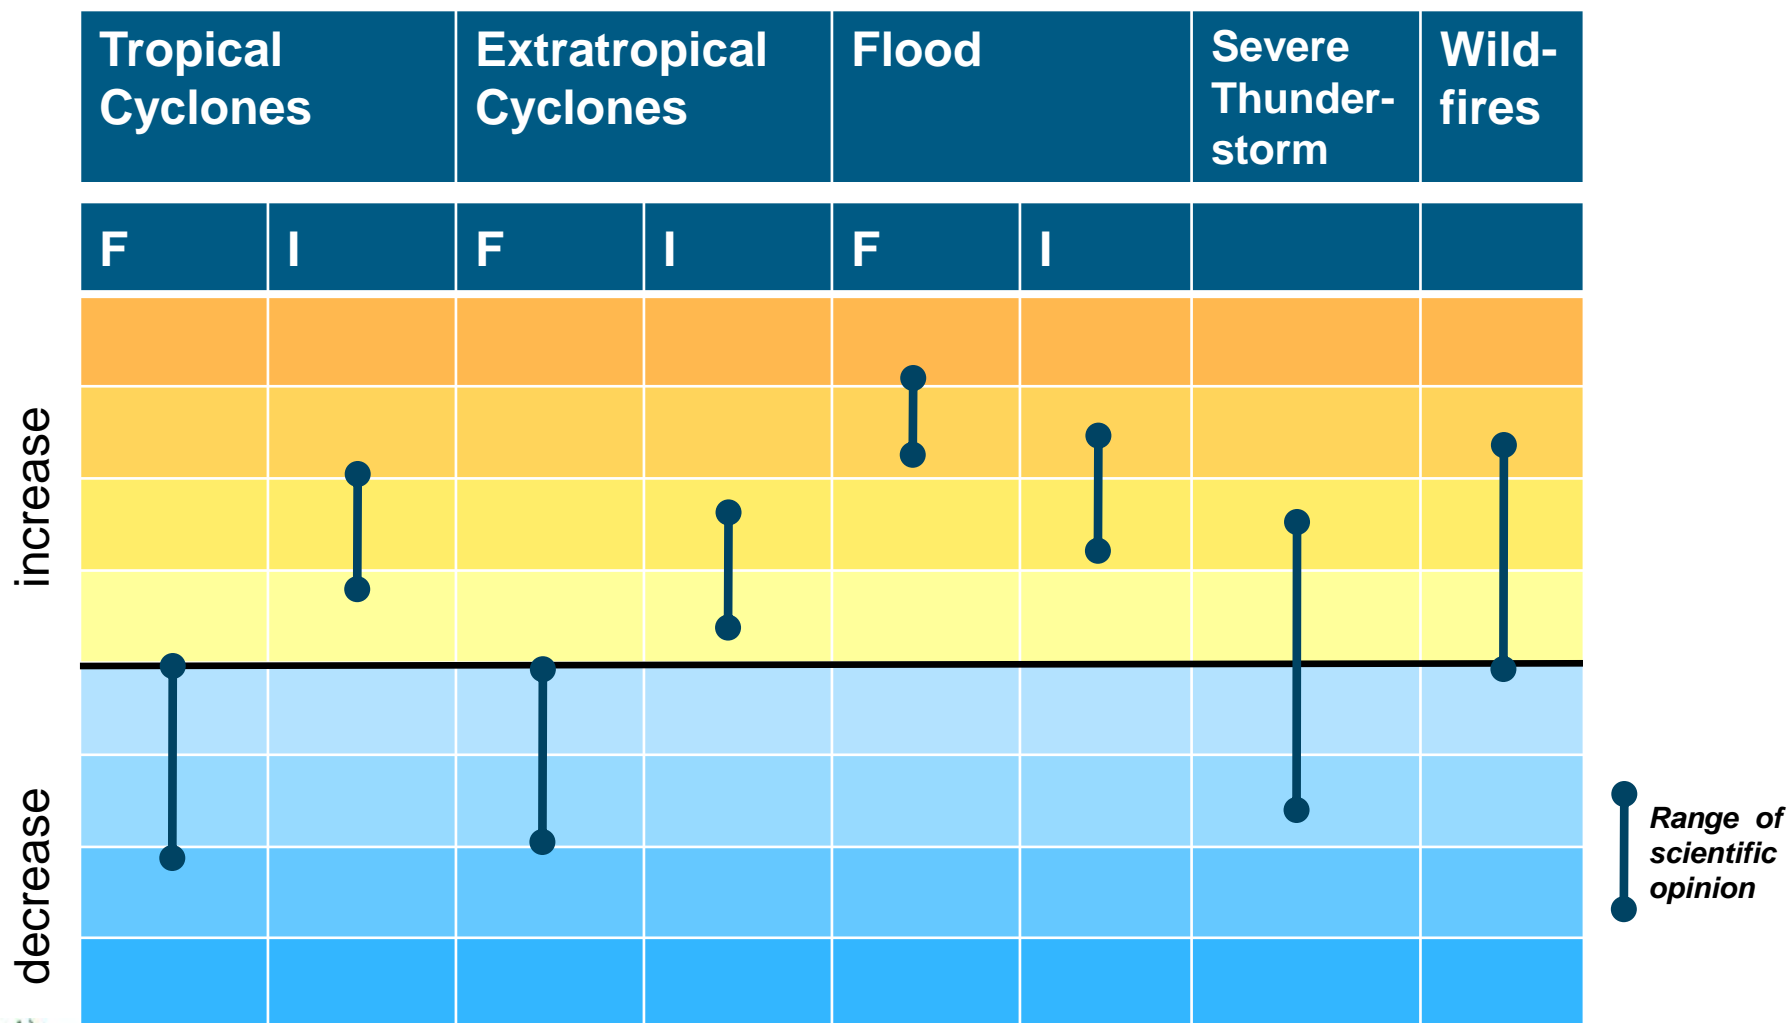 Tropical
Cyclones
Extratropical
Cyclones
Flood
Severe
Thunder-
storm
Wild-
fires
F
I
F
I
F
I
increase
decrease
Range of
scientific
opinion